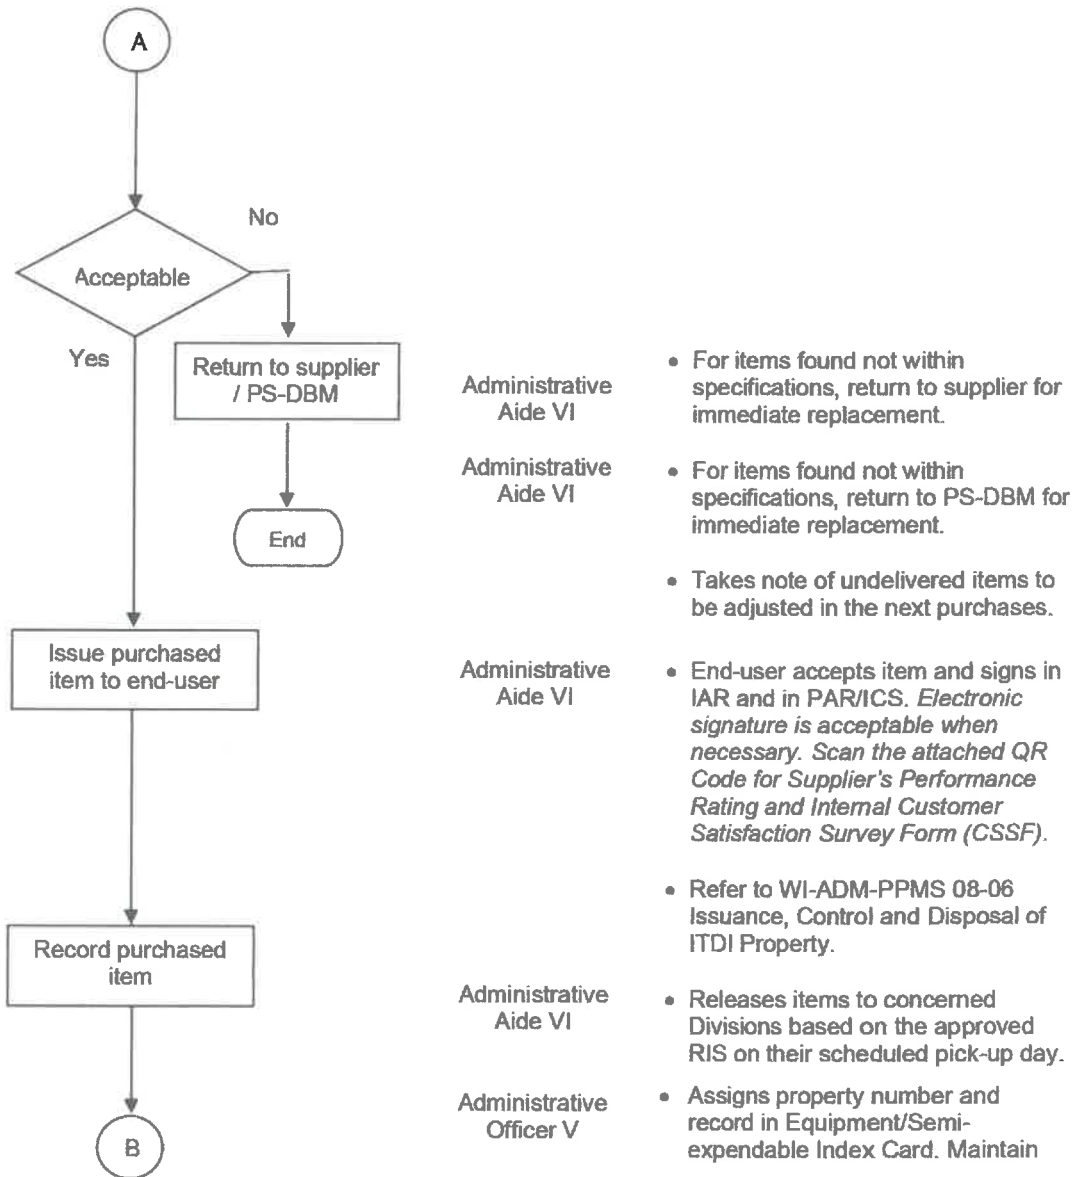 A
No
Acceptable
Yes
Return to supplier
/ PS-DBM
Administrative
Aide VI
• For items found not within
specifications, return to supplier for
immediate replacement.
Administrative
Aide VI
• For items found not within
specifications, return to PS-DBM for
immediate replacement.
End
• Takes note of undelivered items to
be adjusted in the next purchases.
Issue purchased
item to end-user
Administrative
Aide VI
• End-user accepts item and signs in
IAR and in PAR/ICS. Electronic
signature is acceptable when
necessary. Scan the attached QR
Code for Supplier's Performance
Rating and Internal Customer
Satisfaction Survey Form (CSSF).
• Refer to WI-ADM-PPMS 08-06
Issuance, Control and Disposal of
ITDI Property.
Record purchased
item
Administrative
Aide VI
• Releases items to concerned
Divisions based on the approved
RIS on their scheduled pick-up day.
Administrative
Officer V
• Assigns property number and
record in Equipment/Semi-
expendable Index Card. Maintain
B